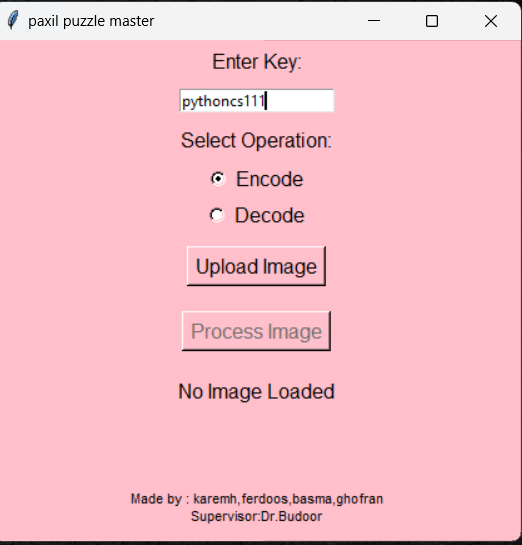 paxil puzzle master
Enter Key:
pythoncs111
Select Operation:
Encode
Decode
Upload Image
Process Image
No Image Loaded
Made by : karemh,ferdoos,basma,ghofran
Supervisor:Dr.Budoor